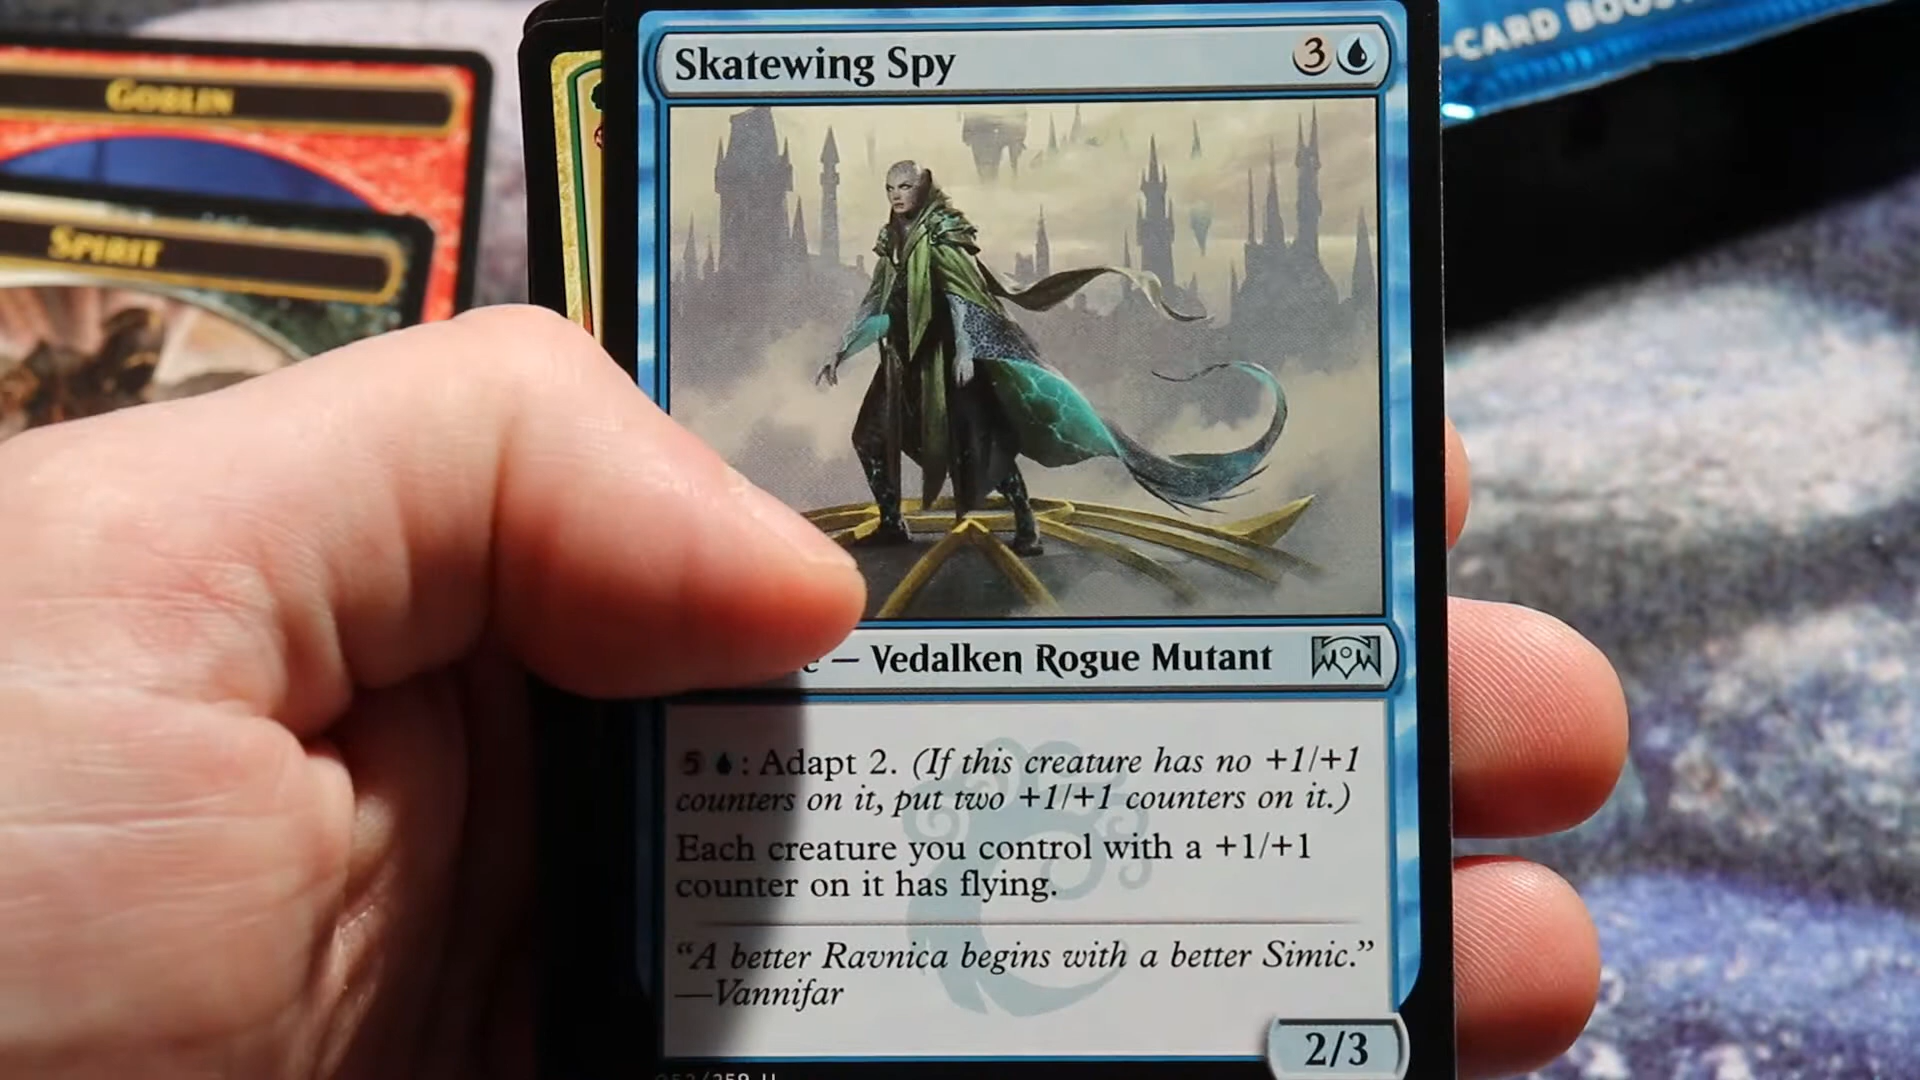 -CARD BOOS
GOBLIN
SPIRIT
Skatewing Spy
3
e — Vedalken Rogue Mutant
5 : Adapt 2. (If this creature has no +1/+1
counters on it, put two +1/+1 counters on it.)
Each creature you control with a +1/+1
counter on it has flying.
“A better Ravnica begins with a better Simic.”
—Vannifar
2/3